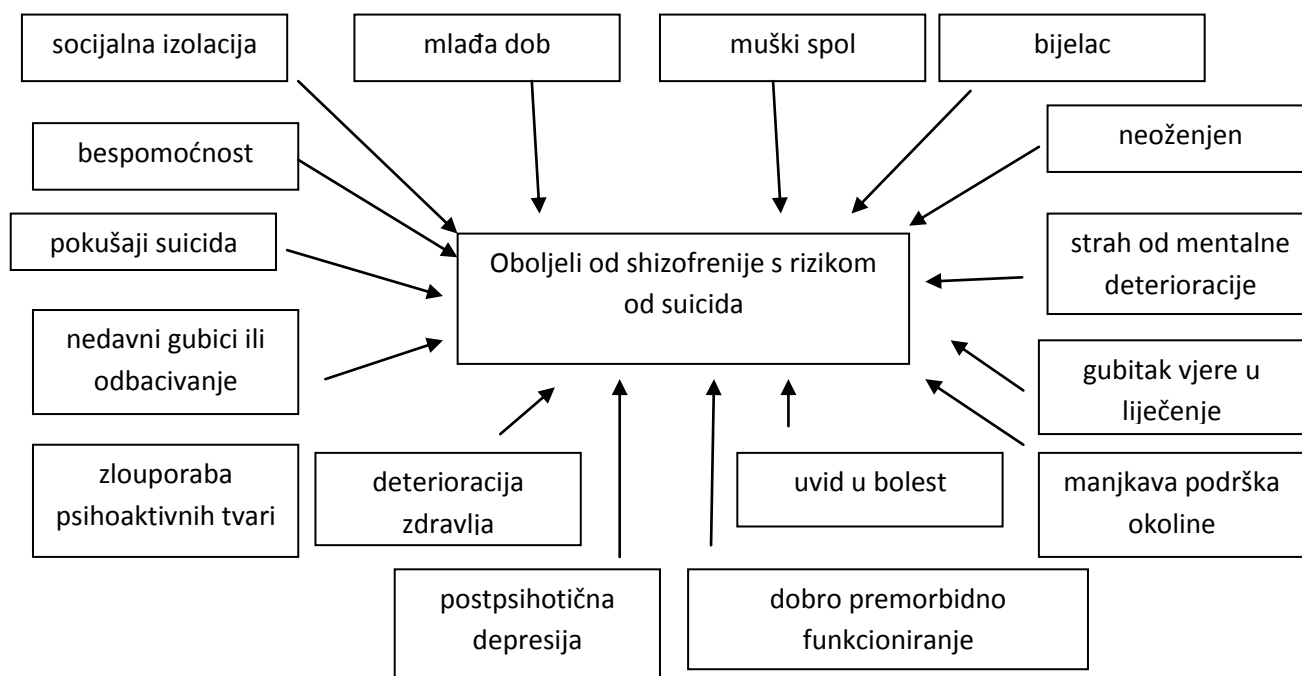 socijalna izolacija
mlađa dob
muški spol
bijelac
bespomoćnost
neoženjen
pokušaji suicida
Oboljeli od shizofrenije s rizikom
od suicida
strah od mentalne
deterioracije
nedavni gubici ili
odbacivanje
gubitak vjere u
liječenje
zlouporaba
psihoaktivnih tvari
deterioracija
zdravlja
uvid u bolest
manjkava podrška
okoline
postpsihotična
depresija
dobro premorbidno
funkcioniranje